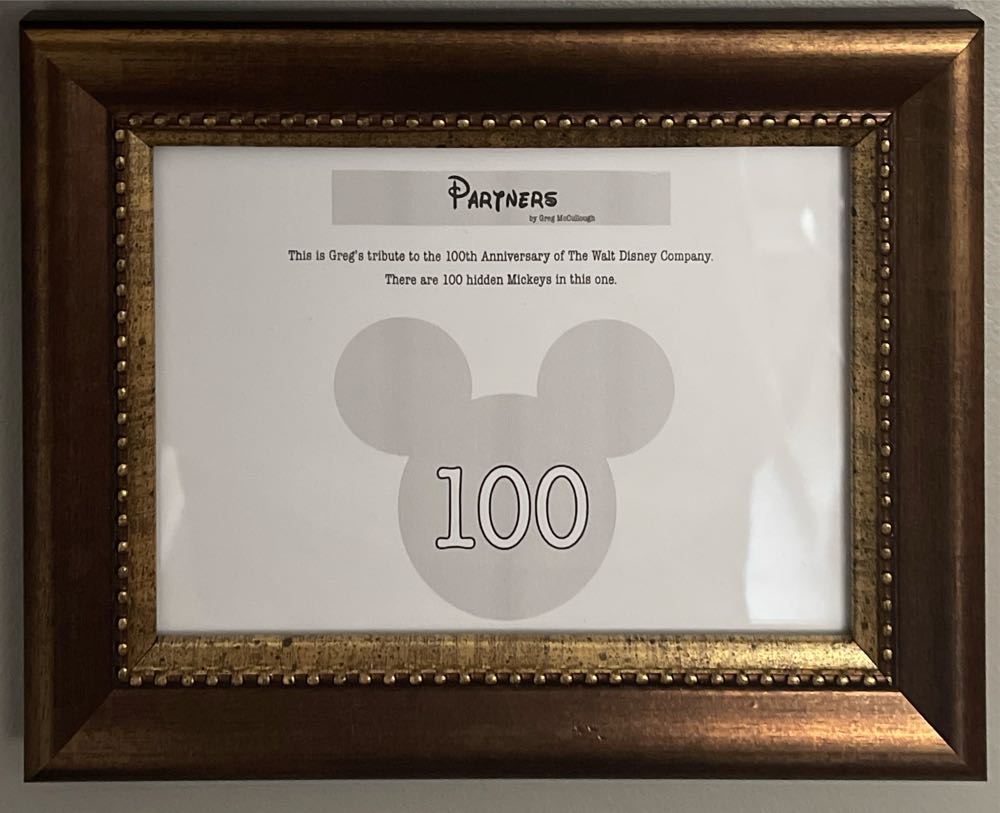 PARTNERS
by Greg McCullough
This is Greg's tribute to the 100th Anniversary of The Walt Disney Company.
There are 100 hidden Mickeys in this one.
100